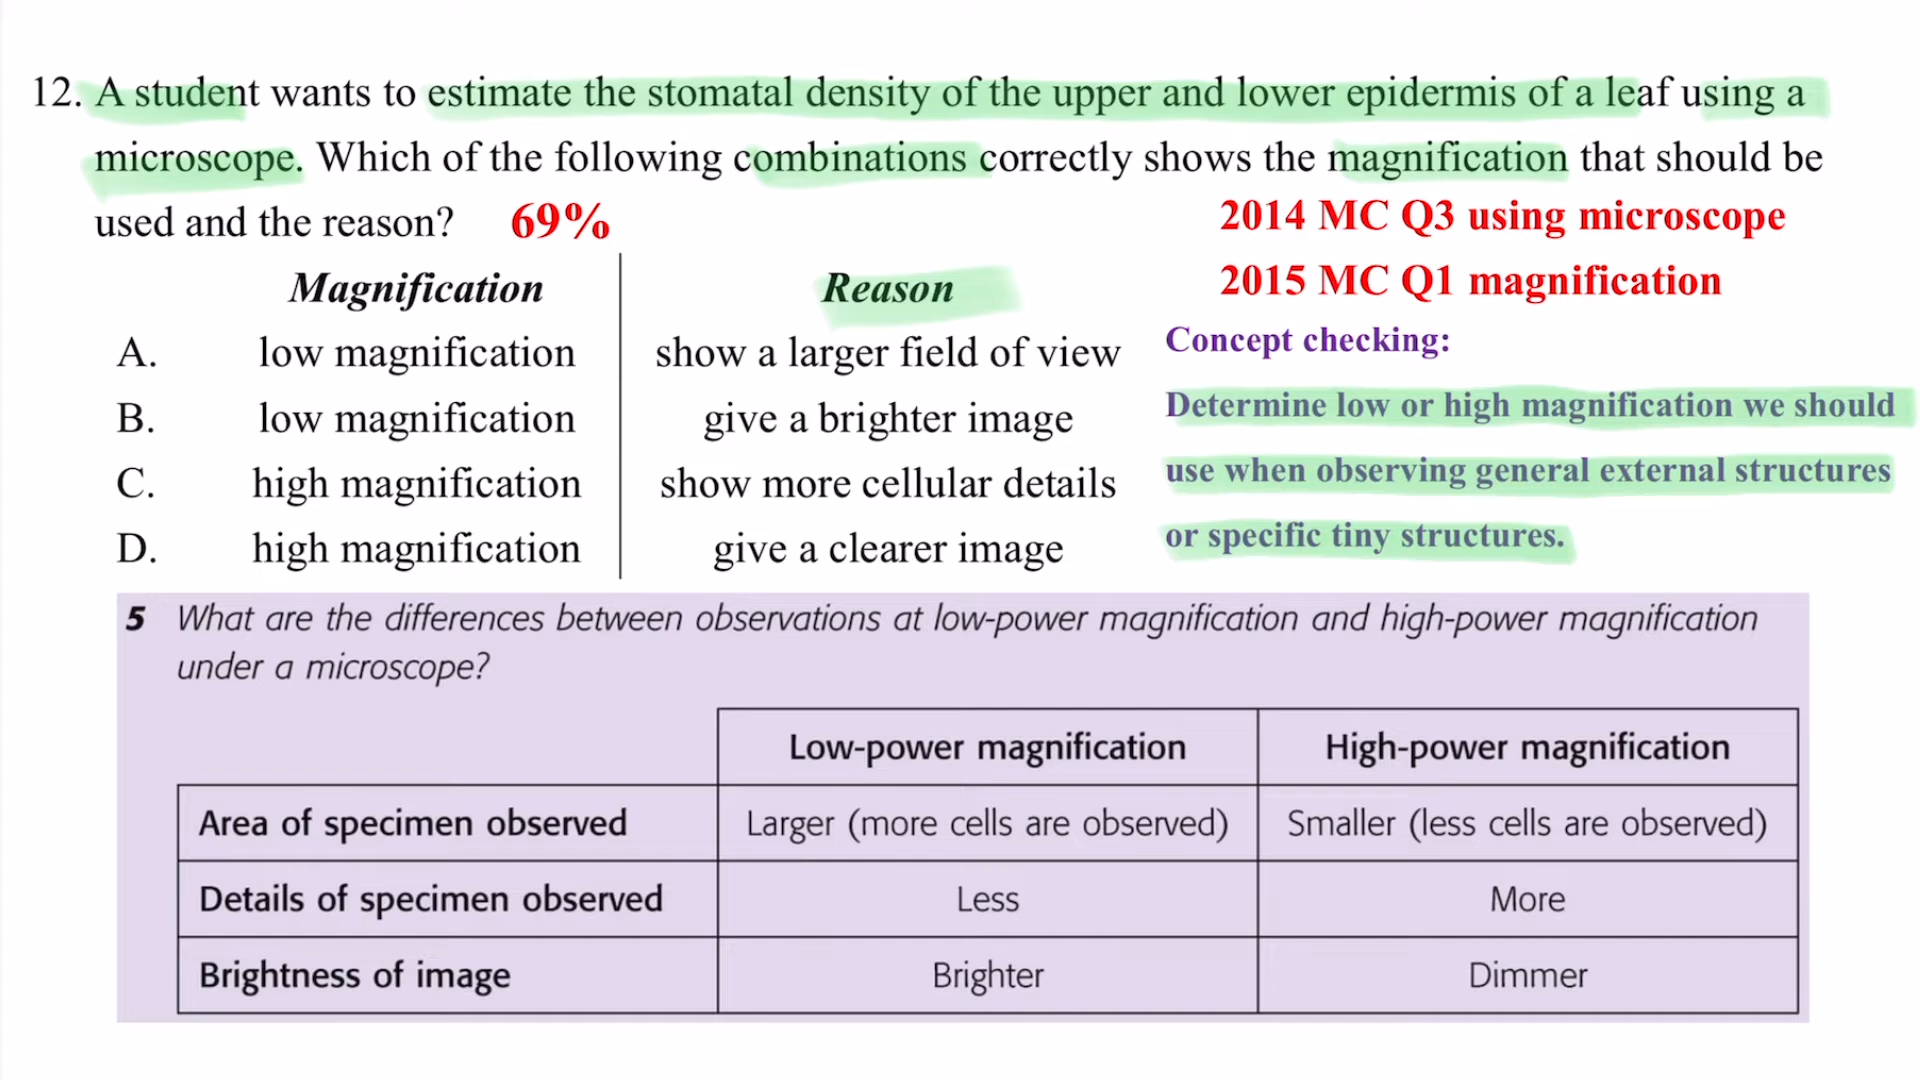 12. A student wants to estimate the stomatal density of the upper and lower epidermis of a leaf using a
microscope. Which of the following combinations correctly shows the magnification that should be
used and the reason? 69%
2014 MC Q3 using microscope
2015 MC Q1 magnification
Magnification Reason
A. low magnification show a larger field of view
B. low magnification give a brighter image
C. high magnification show more cellular details
D. high magnification give a clearer image
Concept checking:
Determine low or high magnification we should
use when observing general external structures
or specific tiny structures.
5 What are the differences between observations at low-power magnification and high-power magnification
under a microscope?
Low-power magnification High-power magnification
Area of specimen observed Larger (more cells are observed) Smaller (less cells are observed)
Details of specimen observed Less More
Brightness of image Brighter Dimmer